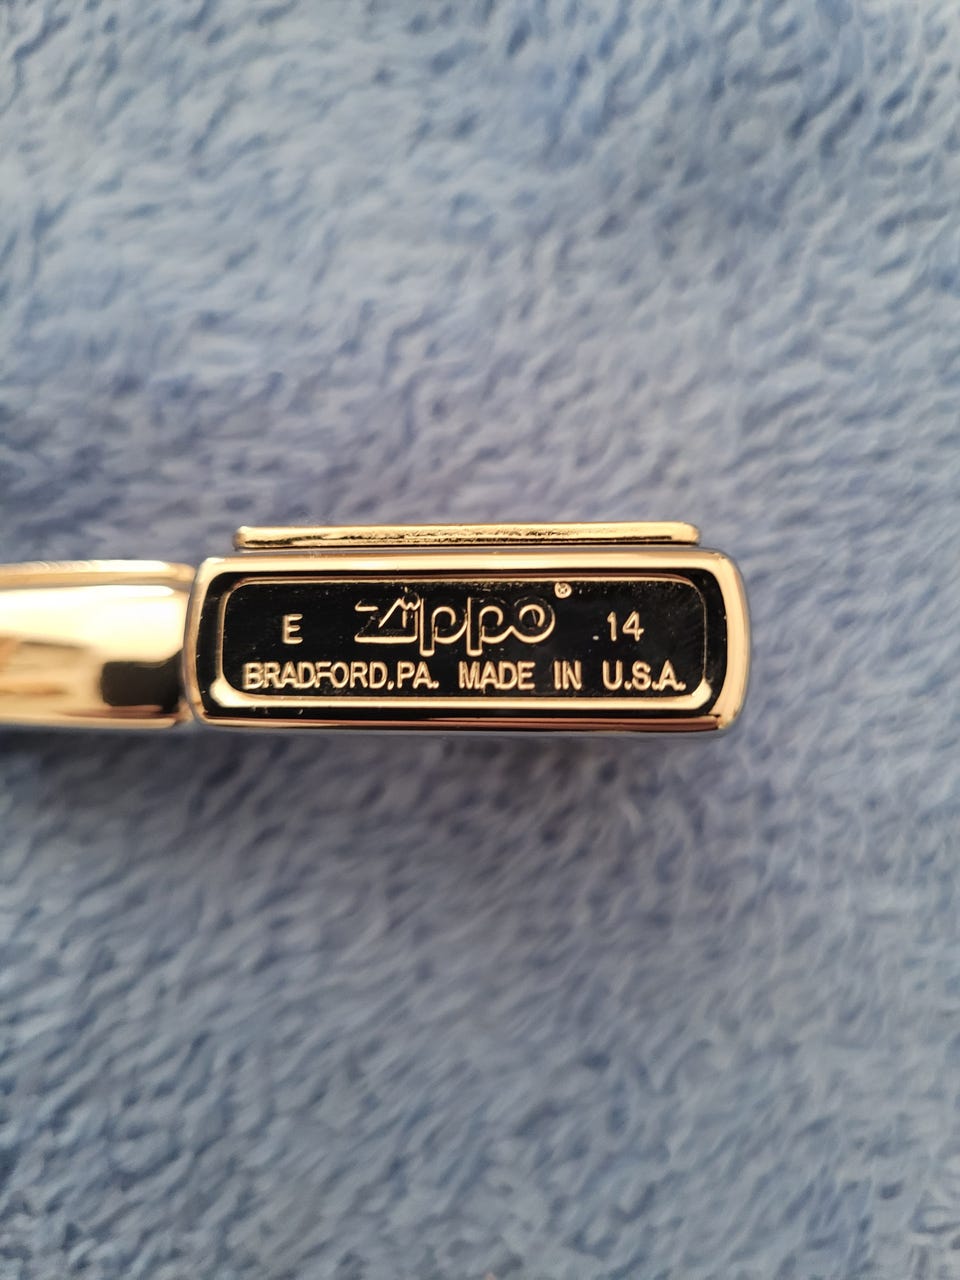 E Zippo® 14
BRADFORD,PA. MADE IN U.S.A.